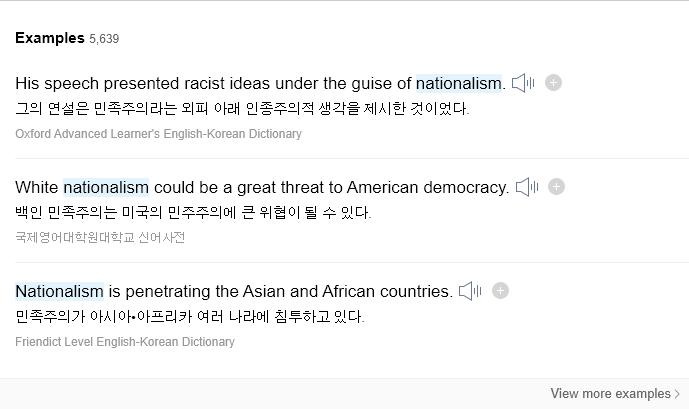 Examples 5,639
His speech presented racist ideas under the guise of nationalism.
그의 연설은 민족주의라는 외피 아래 인종주의적 생각을 제시한 것이었다.
Oxford Advanced Learner's English-Korean Dictionary
White nationalism could be a great threat to American democracy.
백인 민족주의는 미국의 민주주의에 큰 위협이 될 수 있다.
국제영어대학원대학교 신어사전
Nationalism is penetrating the Asian and African countries.
민족주의가 아시아•아프리카 여러 나라에 침투하고 있다.
Friendict Level English-Korean Dictionary
View more examples